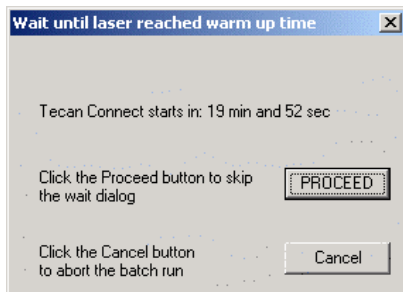 Wait until laser reached warm up time
Tecan Connect starts in: 19 min and 52 sec
Click the Proceed button to skip
the wait dialog
PROCEED
Click the Cancel button
to abort the batch run
Cancel